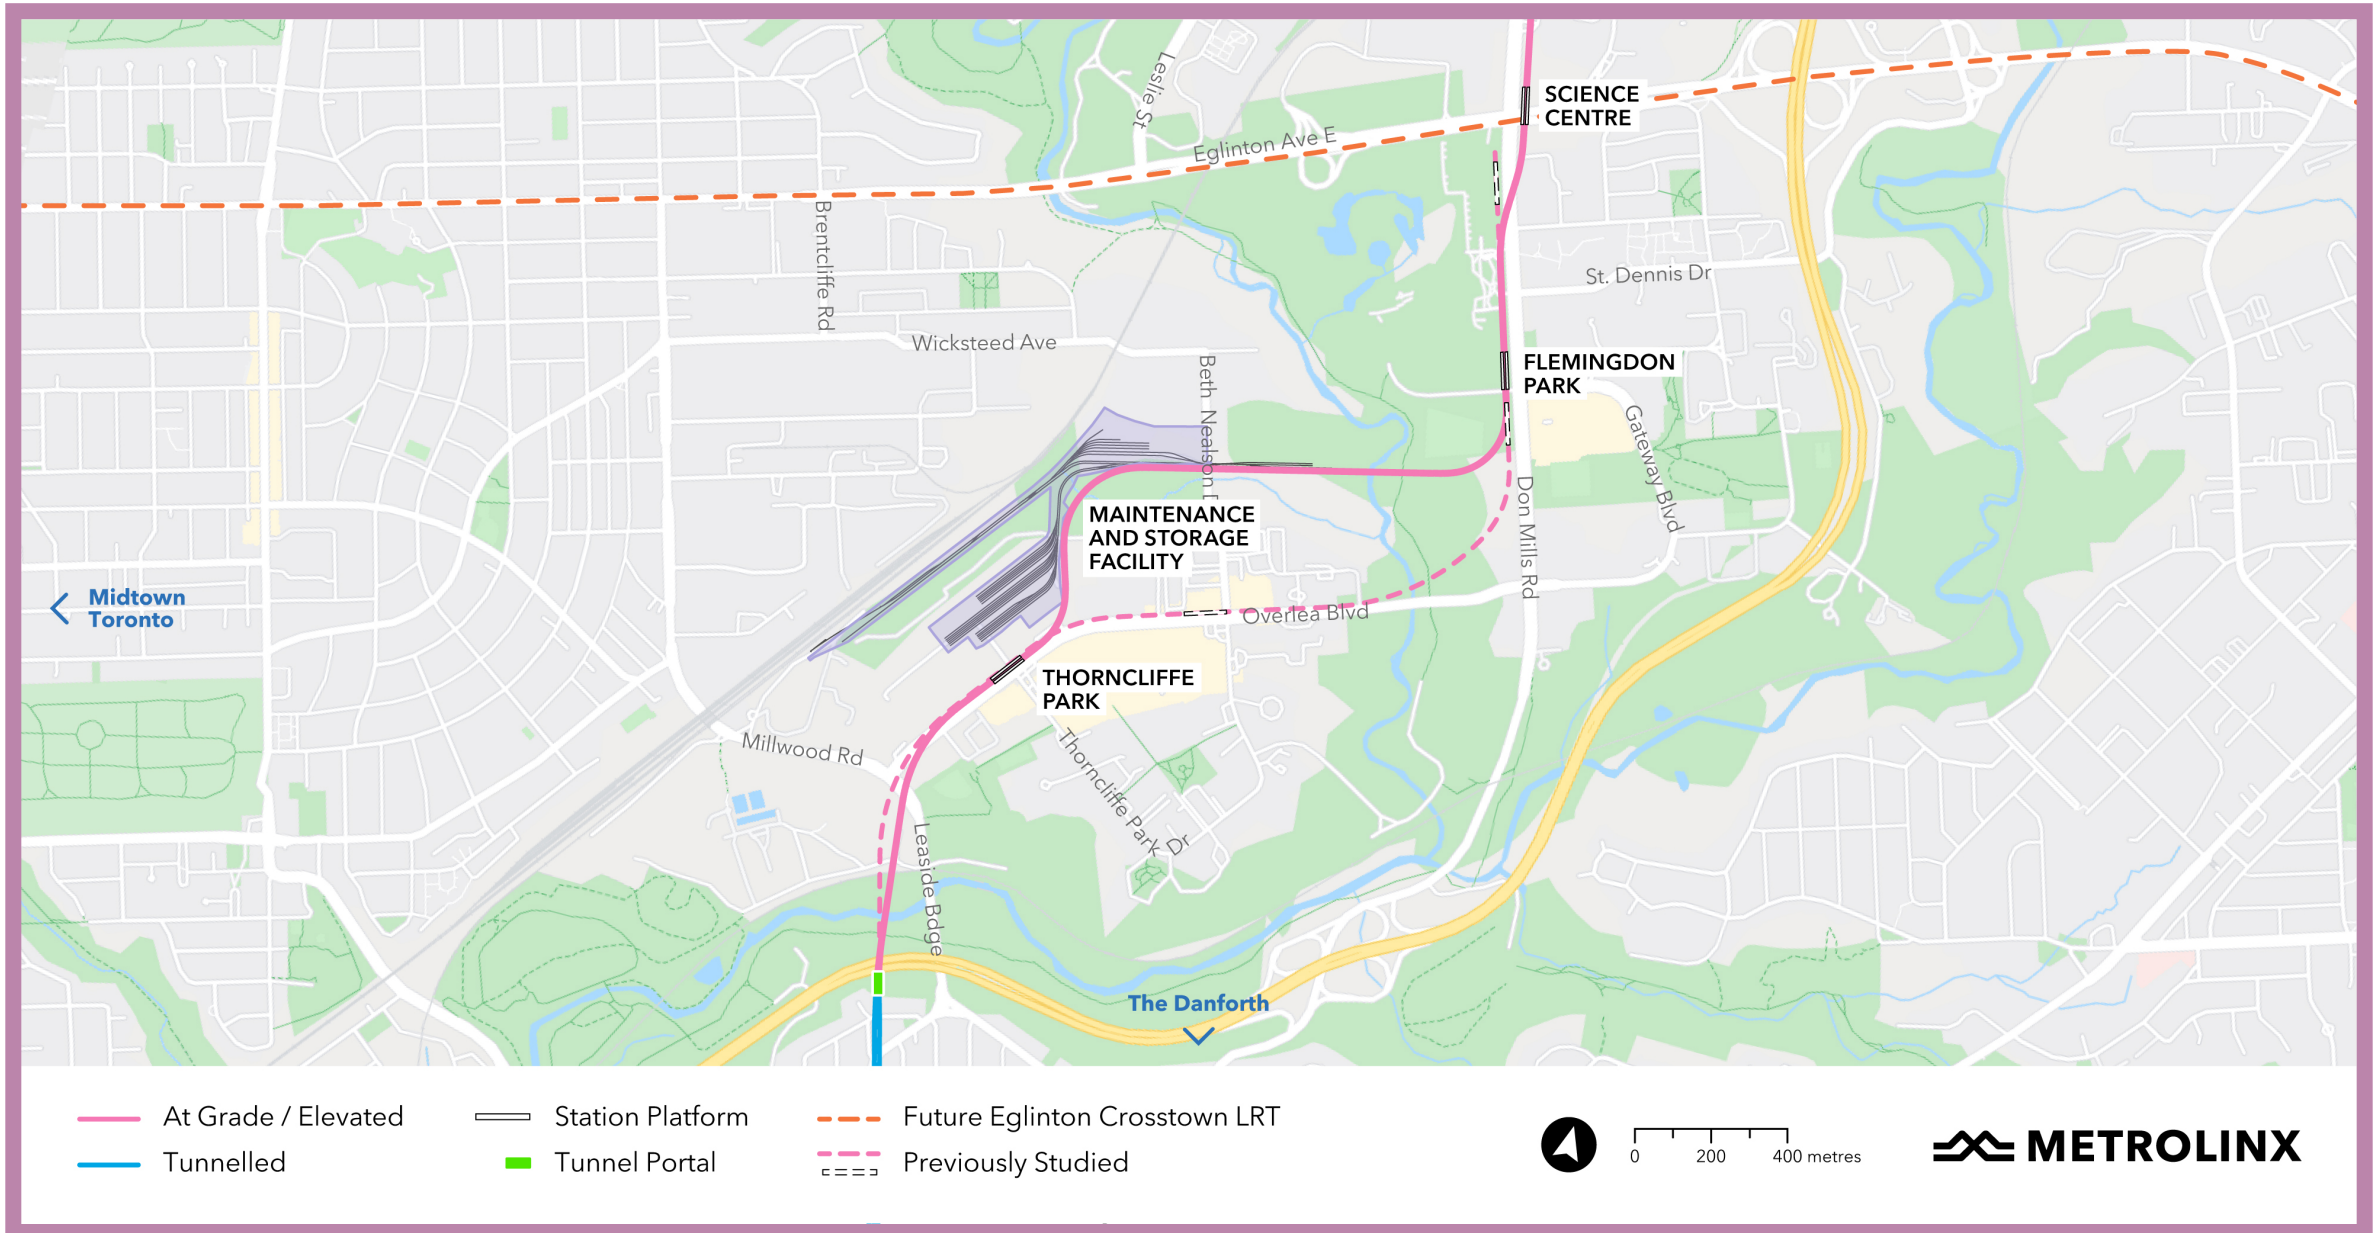 Leslie St
SCIENCE
CENTRE
Eglinton Ave E
Brentcliffe Rd
St. Dennis Dr
Wicksteed Ave
Beth Nealson D
FLEMINGDON
PARK
Gateway Blvd
Don Mills Rd
MAINTENANCE
AND STORAGE
FACILITY
Midtown
Toronto
Overlea Blvd
THORNCLIFFE
PARK
Millwood Rd
Thorncliffe Park Dr
Leaside Bdge
The Danforth
At Grade / Elevated
Station Platform
Future Eglinton Crosstown LRT
Tunnelled
Tunnel Portal
Previously Studied
0 200 400 metres
METROLINX